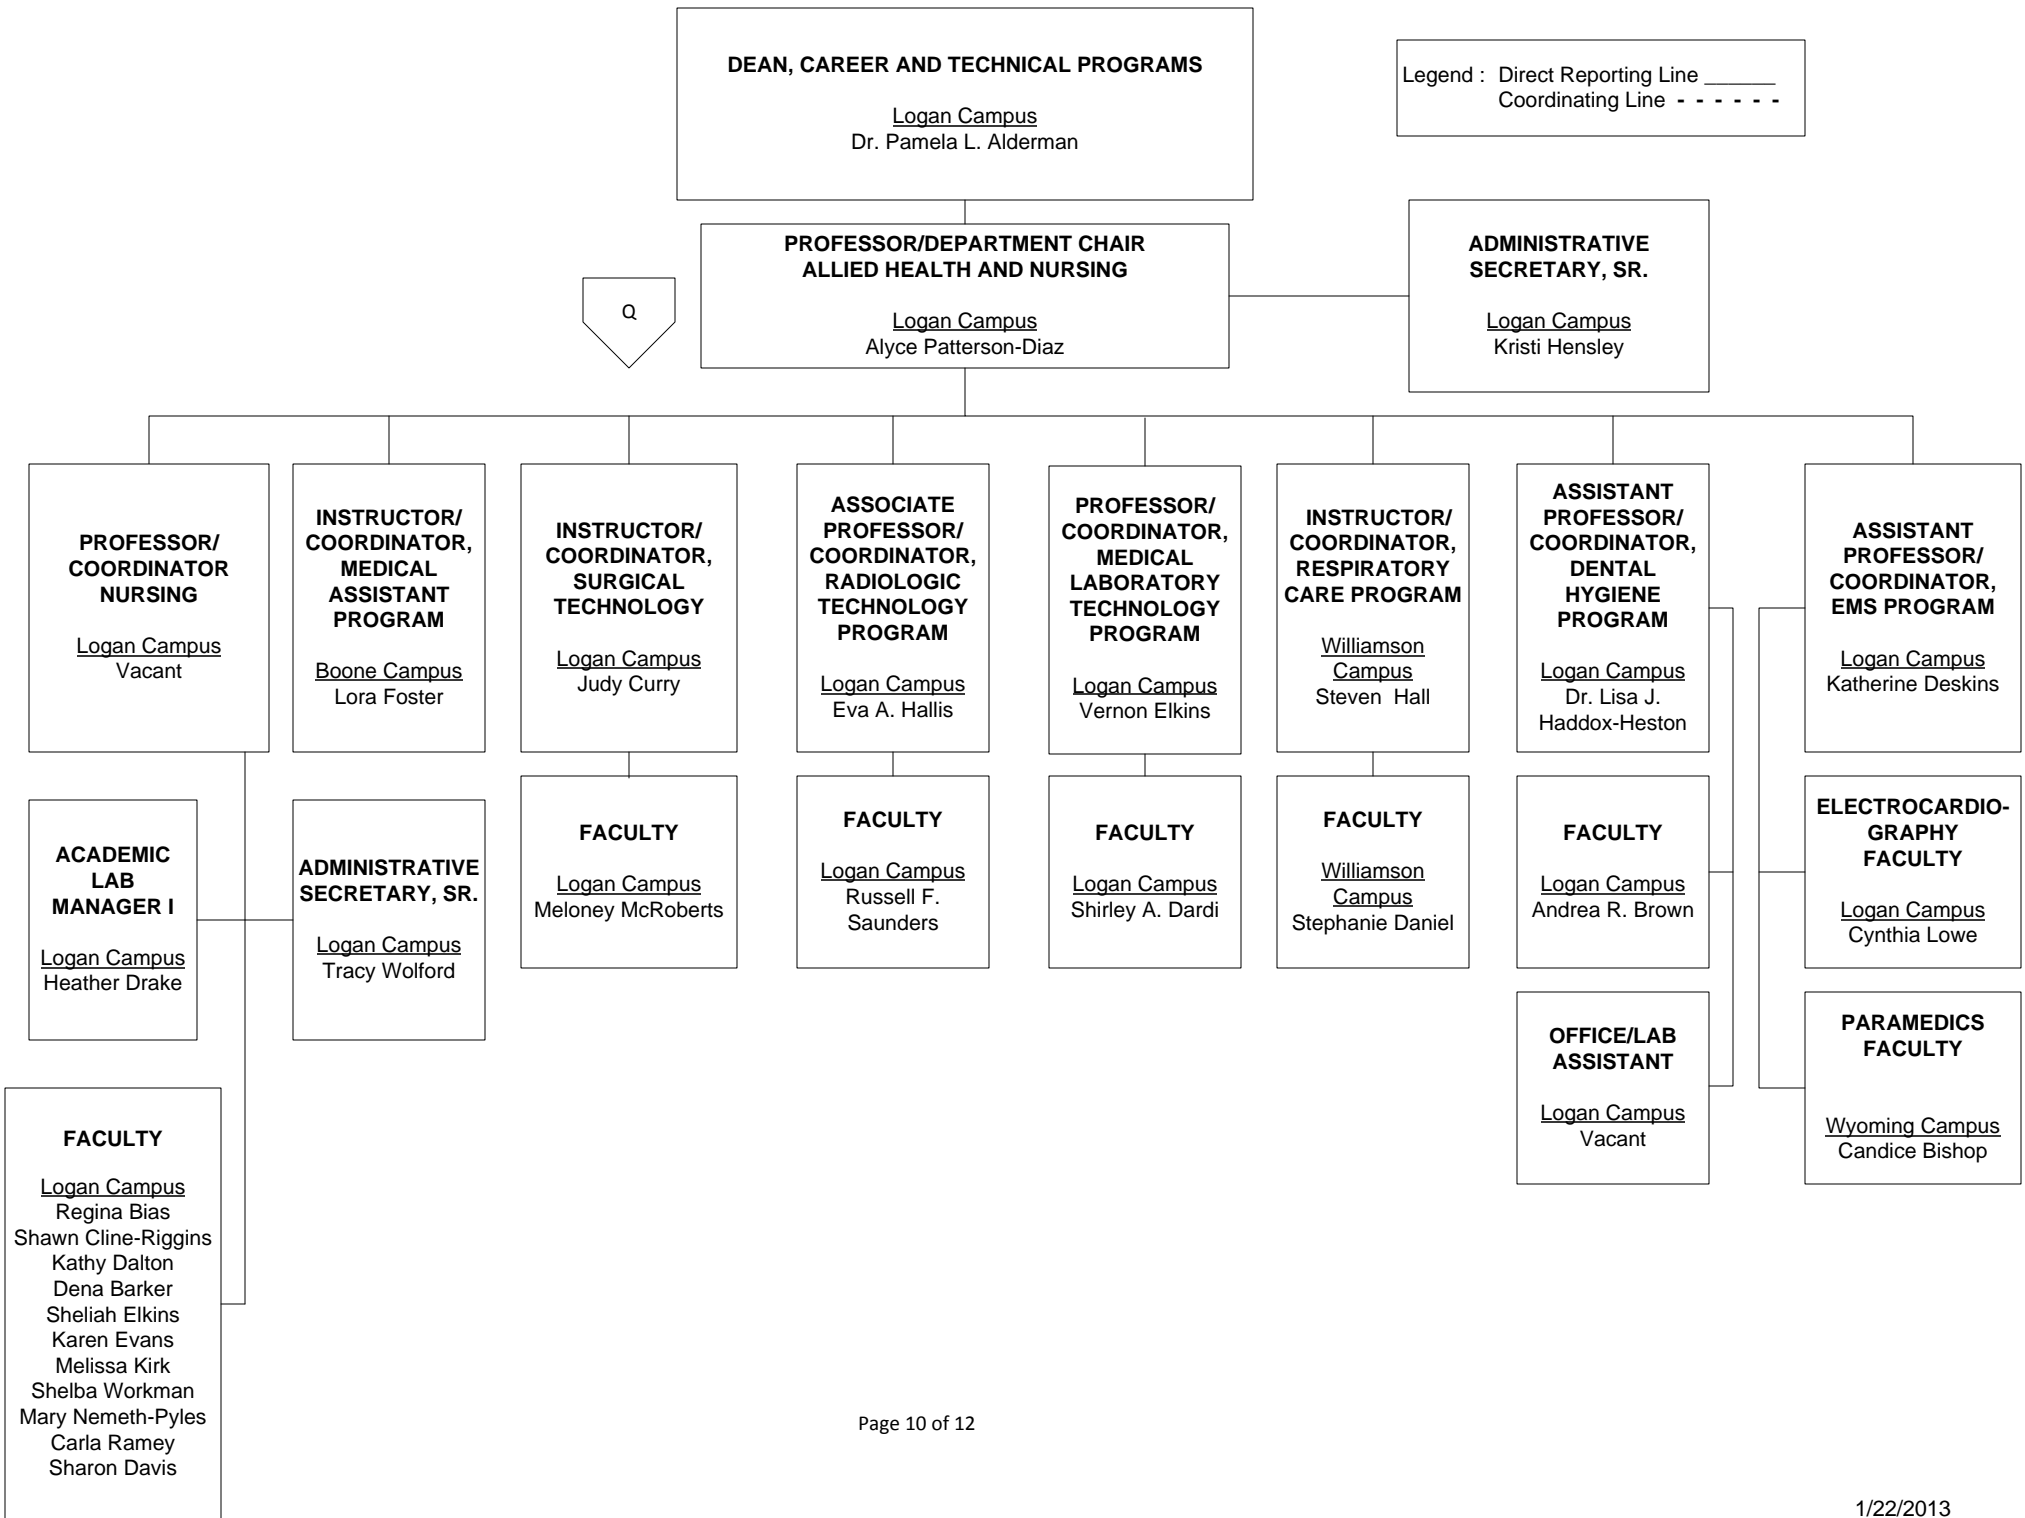 DEAN, CAREER AND TECHNICAL PROGRAMS
Logan Campus
Dr. Pamela L. Alderman
Legend : Direct Reporting Line ______
Coordinating Line - - - - - -
PROFESSOR/DEPARTMENT CHAIR
ALLIED HEALTH AND NURSING
Logan Campus
Alyce Patterson-Diaz
ADMINISTRATIVE
SECRETARY, SR.
Logan Campus
Kristi Hensley
Q
PROFESSOR/
COORDINATOR
NURSING
Logan Campus
Vacant
INSTRUCTOR/
COORDINATOR,
MEDICAL
ASSISTANT
PROGRAM
Boone Campus
Lora Foster
INSTRUCTOR/
COORDINATOR,
SURGICAL
TECHNOLOGY
Logan Campus
Judy Curry
ASSOCIATE
PROFESSOR/
COORDINATOR,
RADIOLOGIC
TECHNOLOGY
PROGRAM
Logan Campus
Eva A. Hallis
PROFESSOR/
COORDINATOR,
MEDICAL
LABORATORY
TECHNOLOGY
PROGRAM
Logan Campus
Vernon Elkins
INSTRUCTOR/
COORDINATOR,
RESPIRATORY
CARE PROGRAM
Williamson
Campus
Steven Hall
ASSISTANT
PROFESSOR/
COORDINATOR,
DENTAL
HYGIENE
PROGRAM
Logan Campus
Dr. Lisa J.
Haddox-Heston
ASSISTANT
PROFESSOR/
COORDINATOR,
EMS PROGRAM
Logan Campus
Katherine Deskins
ACADEMIC
LAB
MANAGER I
Logan Campus
Heather Drake
ADMINISTRATIVE
SECRETARY, SR.
Logan Campus
Tracy Wolford
FACULTY
Logan Campus
Meloney McRoberts
FACULTY
Logan Campus
Russell F.
Saunders
FACULTY
Logan Campus
Shirley A. Dardi
FACULTY
Williamson
Campus
Stephanie Daniel
FACULTY
Logan Campus
Andrea R. Brown
ELECTROCARDIO-
GRAPHY
FACULTY
Logan Campus
Cynthia Lowe
OFFICE/LAB
ASSISTANT
Logan Campus
Vacant
PARAMEDICS
FACULTY
Wyoming Campus
Candice Bishop
FACULTY
Logan Campus
Regina Bias
Shawn Cline-Riggins
Kathy Dalton
Dena Barker
Sheliah Elkins
Karen Evans
Melissa Kirk
Shelba Workman
Mary Nemeth-Pyles
Carla Ramey
Sharon Davis
Page 10 of 12
1/22/2013